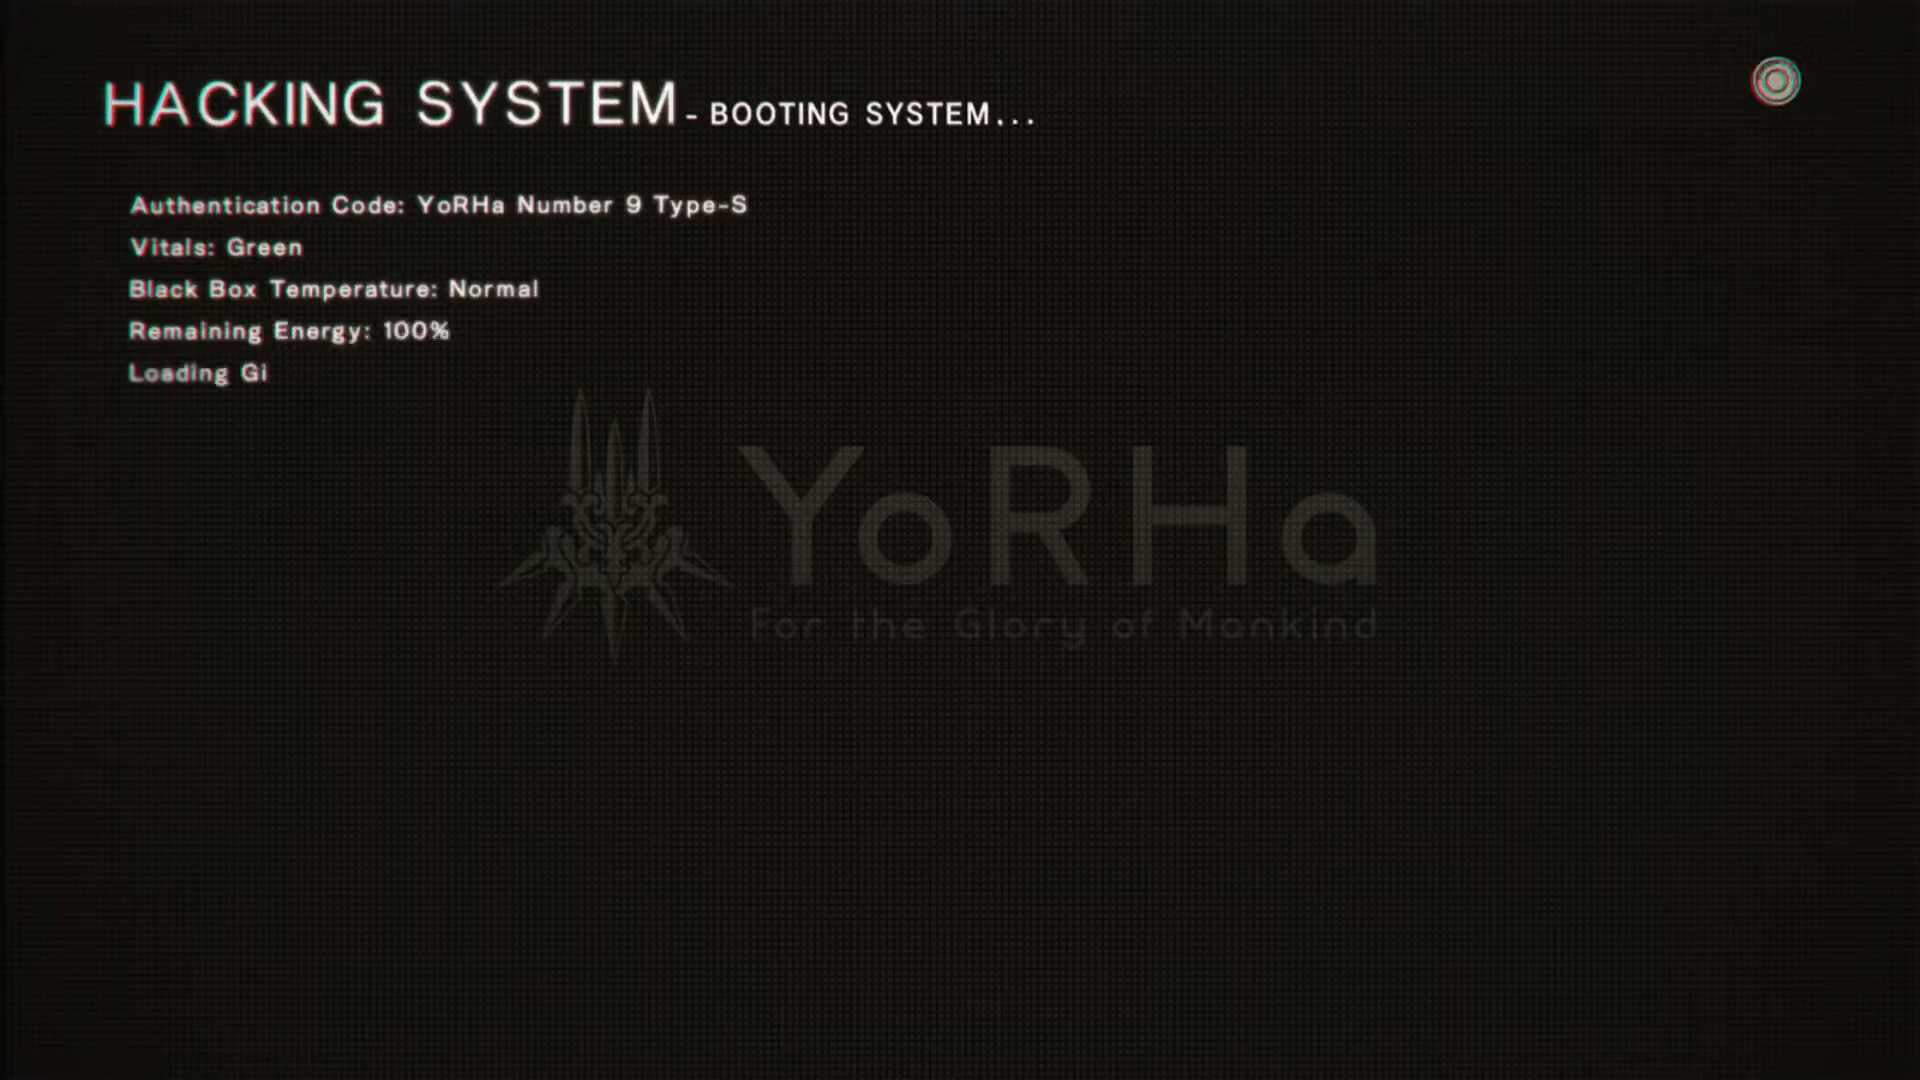 HACKING SYSTEM - BOOTING SYSTEM...
Authentication Code: YoRHa Number 9 Type-S
Vitals: Green
Black Box Temperature: Normal
Remaining Energy: 100%
Loading Gi
YoRHa
For the Glory of Mankind